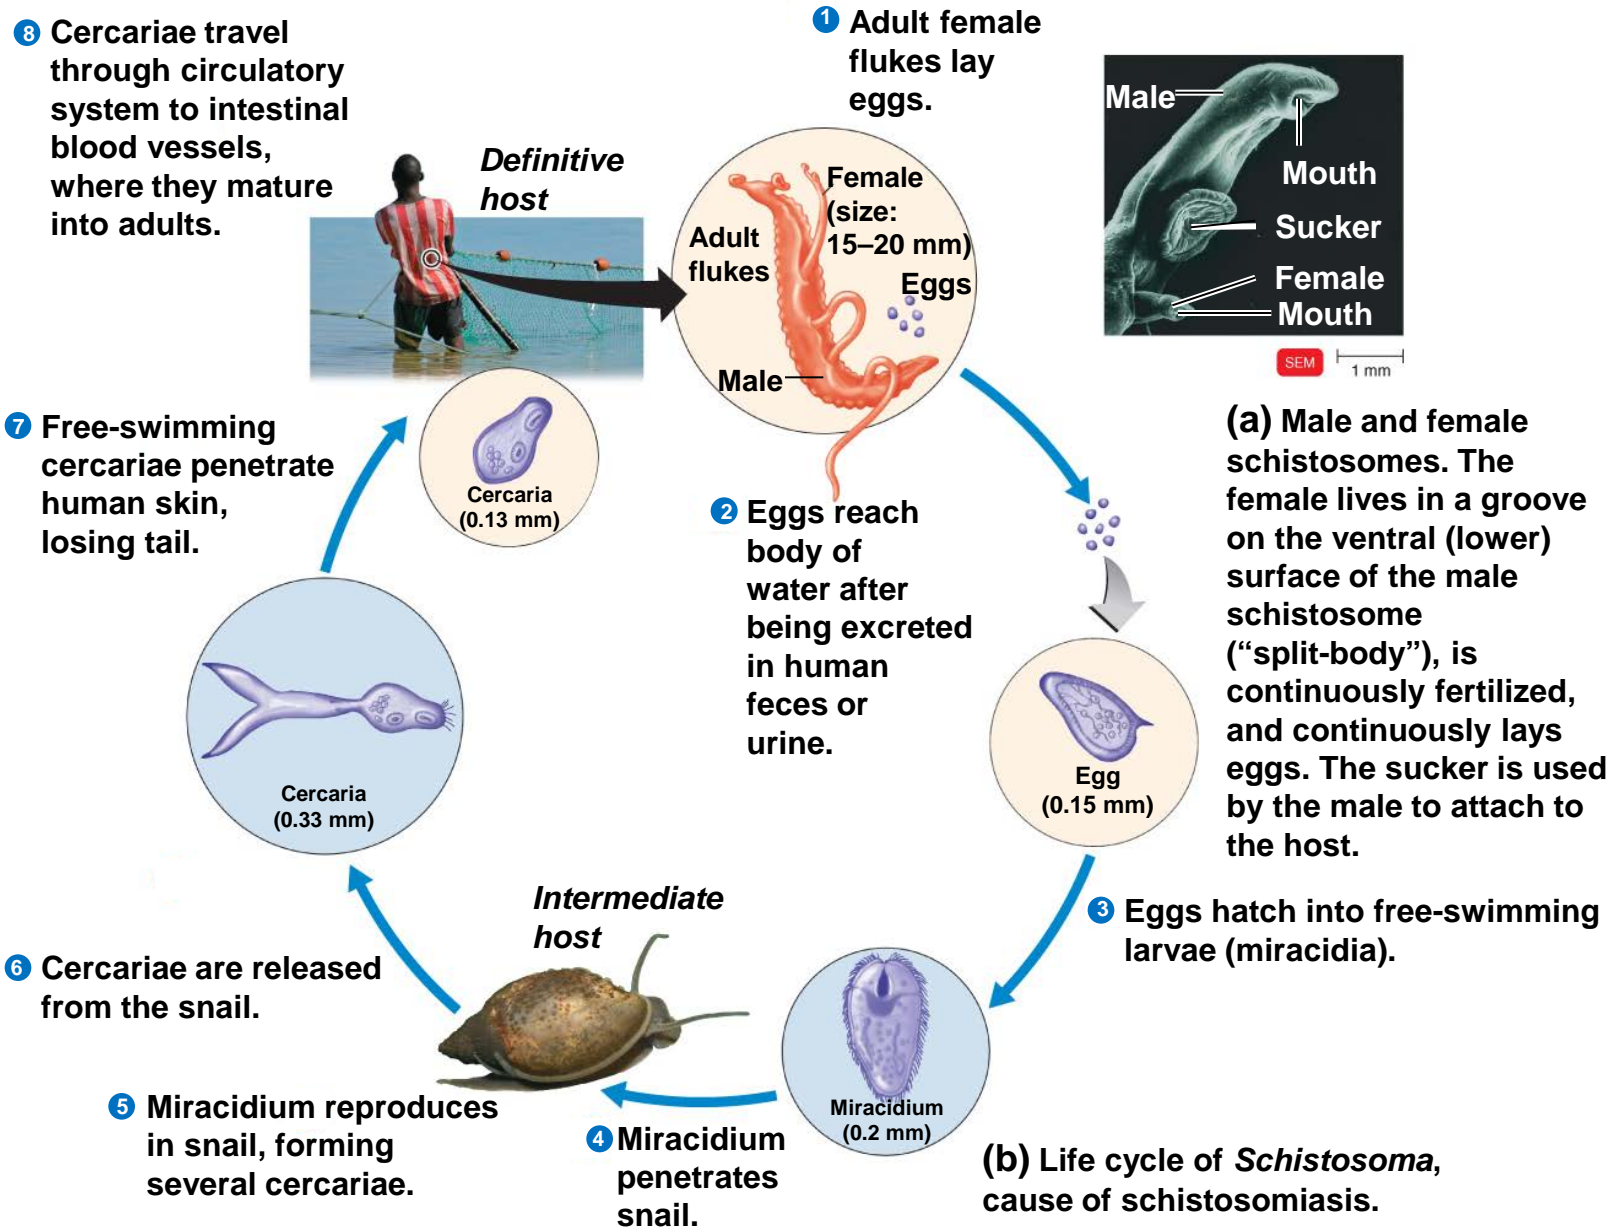 1 Adult female
flukes lay
eggs.
8 Cercariae travel
through circulatory
system to intestinal
blood vessels,
where they mature
into adults.
Definitive
host
Adult
flukes
Female
(size:
15–20 mm)
Eggs
Male
Male
Mouth
Sucker
Female
Mouth
SEM
1 mm
(a) Male and female
schistosomes. The
female lives in a groove
on the ventral (lower)
surface of the male
schistosome
(“split-body”), is
continuously fertilized,
and continuously lays
eggs. The sucker is used
by the male to attach to
the host.
2 Eggs reach
body of
water after
being excreted
in human
feces or
urine.
Egg
(0.15 mm)
3 Eggs hatch into free-swimming
larvae (miracidia).
Miracidium
(0.2 mm)
4 Miracidium
penetrates
snail.
Intermediate
host
5 Miracidium reproduces
in snail, forming
several cercariae.
6 Cercariae are released
from the snail.
Cercaria
(0.33 mm)
7 Free-swimming
cercariae penetrate
human skin,
losing tail.
Cercaria
(0.13 mm)
(b) Life cycle of Schistosoma,
cause of schistosomiasis.